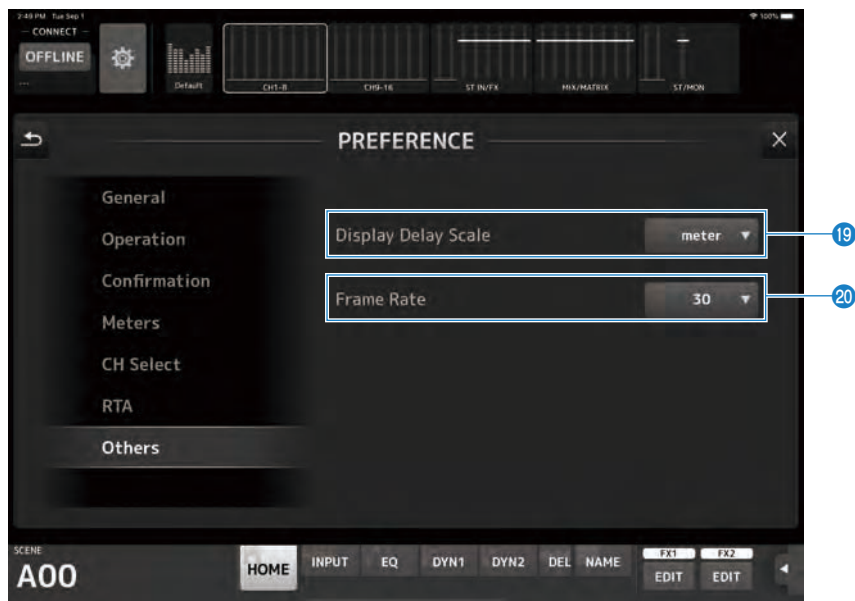 2:49 PM Tue Sep 1
100%
CONNECT
OFFLINE
...
Default
CH1-8
CH9-16
ST IN/FX
MIX/MATRIX
ST/MON
PREFERENCE
General
Operation
Confirmation
Meters
CH Select
RTA
Others
Display Delay Scale
meter
19
Frame Rate
30
20
SCENE
A00
HOME
INPUT
EQ
DYN1
DYN2
DEL
NAME
FX1
EDIT
FX2
EDIT